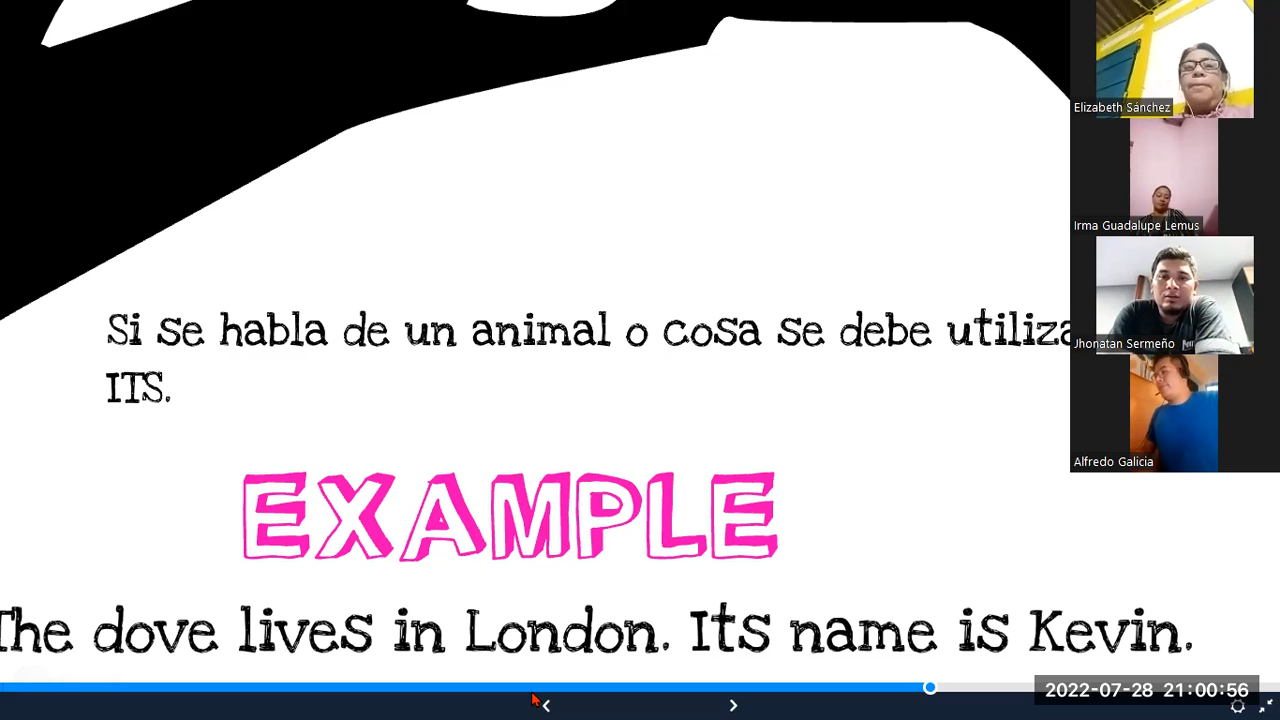 Si se habla de un animal o cosa se debe utiliza
ITS.
EXAMPLE
The dove lives in London. Its name is Kevin.
Elizabeth Sánchez
Irma Guadalupe Lemus
Jhonatan Sermeño
Alfredo Galicia
2022-07-28 21:00:56